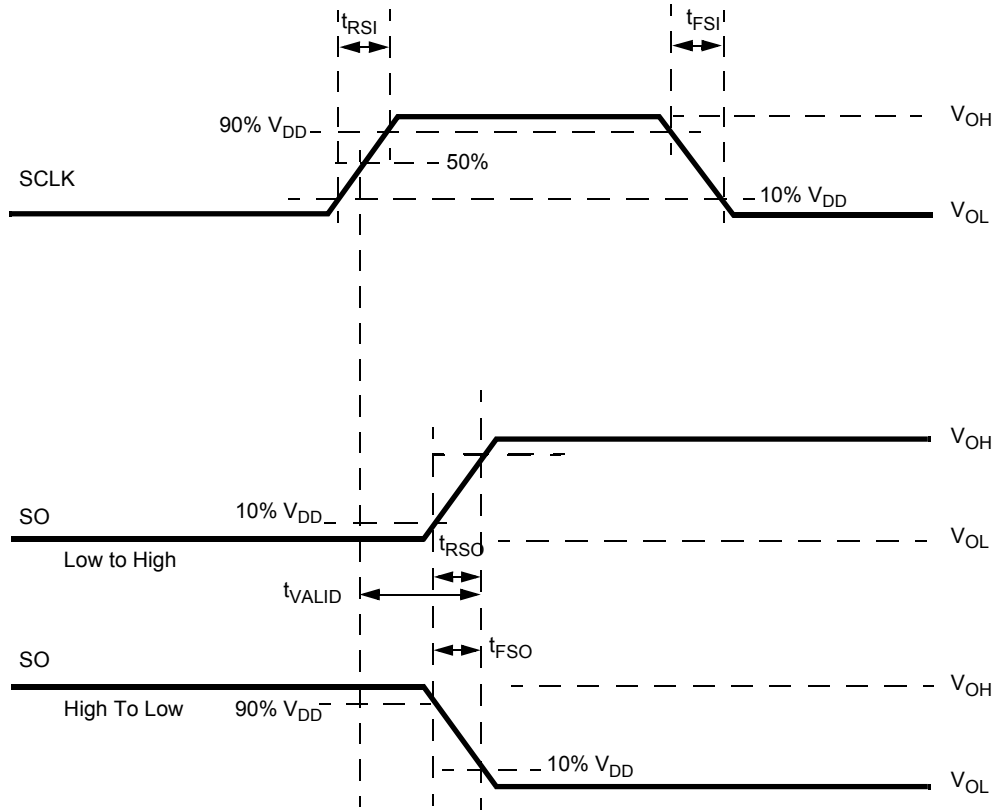 tRSI
tFSI
VOH
90% VDD
50%
SCLK
10% VDD
VOL
VOH
10% VDD
SO
VOL
Low to High
tRSO
tVALID
tFSO
SO
VOH
High To Low
90% VDD
10% VDD
VOL